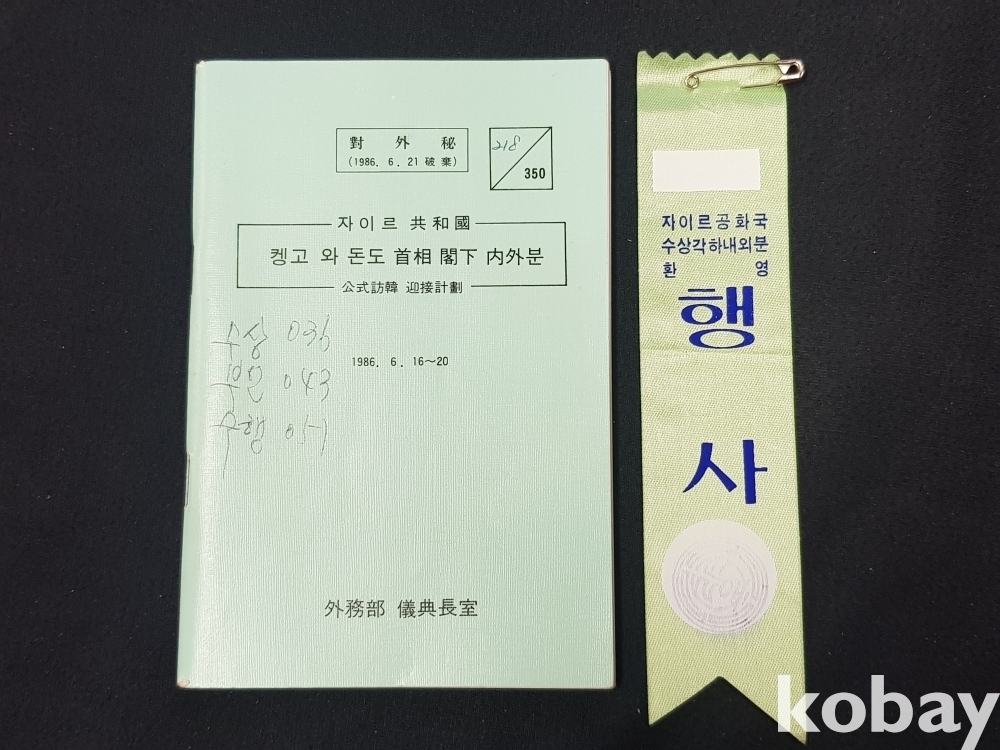 對 外 秘
(1986. 6. 21 破 棄)
218
350
자이르 共和國
켕고 와 돈도 首相 閣下 內外분
公式訪韓 迎接計劃
1986. 6. 16~20
수상 036
부인 043
수행 051
外務部 儀典長室
자이르공화국
수상각하내외분
환 영
행
사
kobay